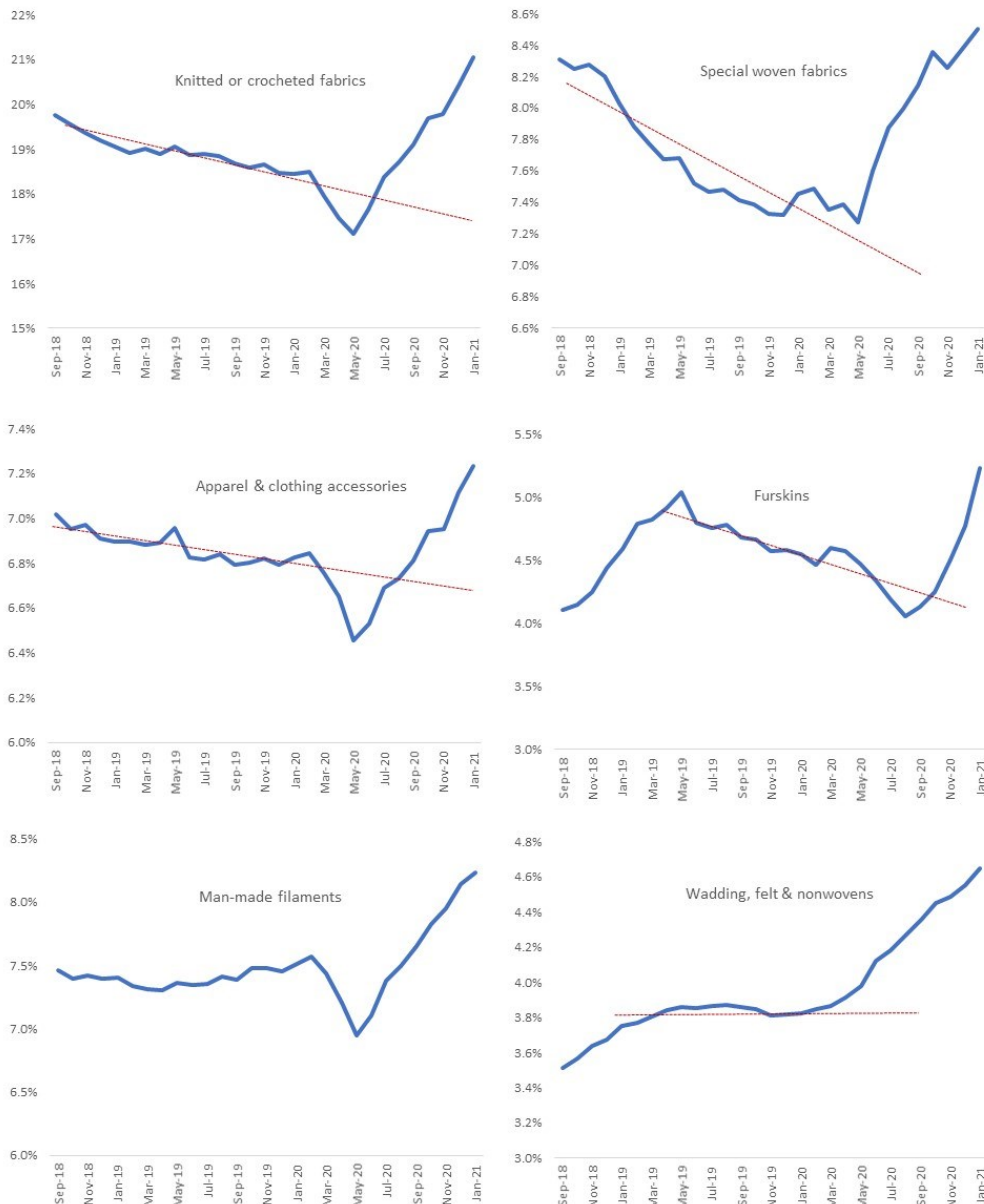 Knitted or crocheted fabrics
22%
21%
20%
19%
18%
17%
16%
15%
Sep-18
Nov-18
Jan-19
Mar-19
May-19
Jul-19
Sep-19
Nov-19
Jan-20
Mar-20
May-20
Jul-20
Sep-20
Nov-20
Jan-21
Special woven fabrics
8.6%
8.4%
8.2%
8.0%
7.8%
7.6%
7.4%
7.2%
7.0%
6.8%
6.6%
Sep-18
Nov-18
Jan-19
Mar-19
May-19
Jul-19
Sep-19
Nov-19
Jan-20
Mar-20
May-20
Jul-20
Sep-20
Nov-20
Jan-21
Apparel & clothing accessories
7.4%
7.2%
7.0%
6.8%
6.6%
6.4%
6.2%
6.0%
Sep-18
Nov-18
Jan-19
Mar-19
May-19
Jul-19
Sep-19
Nov-19
Jan-20
Mar-20
May-20
Jul-20
Sep-20
Nov-20
Jan-21
Furskins
5.5%
5.0%
4.5%
4.0%
3.5%
3.0%
Sep-18
Nov-18
Jan-19
Mar-19
May-19
Jul-19
Sep-19
Nov-19
Jan-20
Mar-20
May-20
Jul-20
Sep-20
Nov-20
Jan-21
Man-made filaments
8.5%
8.0%
7.5%
7.0%
6.5%
6.0%
Sep-18
Nov-18
Jan-19
Mar-19
May-19
Jul-19
Sep-19
Nov-19
Jan-20
Mar-20
May-20
Jul-20
Sep-20
Nov-20
Jan-21
Wadding, felt & nonwovens
4.8%
4.6%
4.4%
4.2%
4.0%
3.8%
3.6%
3.4%
3.2%
3.0%
Sep-18
Nov-18
Jan-19
Mar-19
May-19
Jul-19
Sep-19
Nov-19
Jan-20
Mar-20
May-20
Jul-20
Sep-20
Nov-20
Jan-21